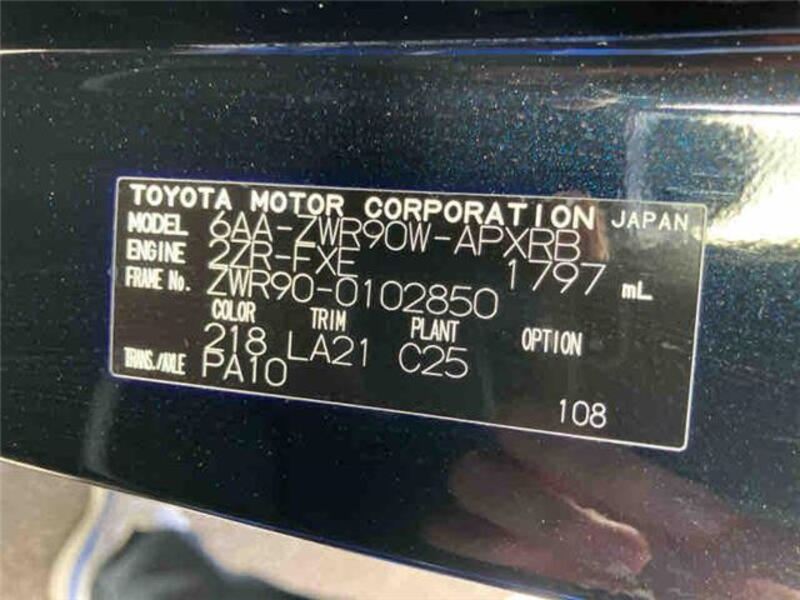 TOYOTA MOTOR CORPORATION JAPAN
MODEL 6AA-ZWR90W-APXRB
ENGINE 2ZR-FXE 1797 mL
FRAME No. ZWR90-0102850
COLOR TRIM PLANT OPTION
218 LA21 C25
TRANS./AXLE PA10
108